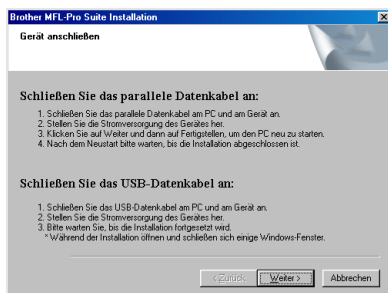 Brother MFL-Pro Suite Installation
Gerät anschließen
Schließen Sie das parallele Datenkabel an:
1. Schließen Sie das parallele Datenkabel am PC und am Gerät an.
2. Stellen Sie die Stromversorgung des Gerätes her.
3. Klicken Sie auf Weiter und dann auf Fertigstellen, um den PC neu zu starten.
4. Nach dem Neustart bitte warten, bis die Installation abgeschlossen ist.
Schließen Sie das USB-Datenkabel an:
1. Schließen Sie das USB-Datenkabel am PC und am Gerät an.
2. Stellen Sie die Stromversorgung des Gerätes her.
3. Bitte warten Sie, bis die Installation fortgesetzt wird.
* Während der Installation öffnen und schließen sich einige Windows-Fenster.
< Zurück Weiter > Abbrechen